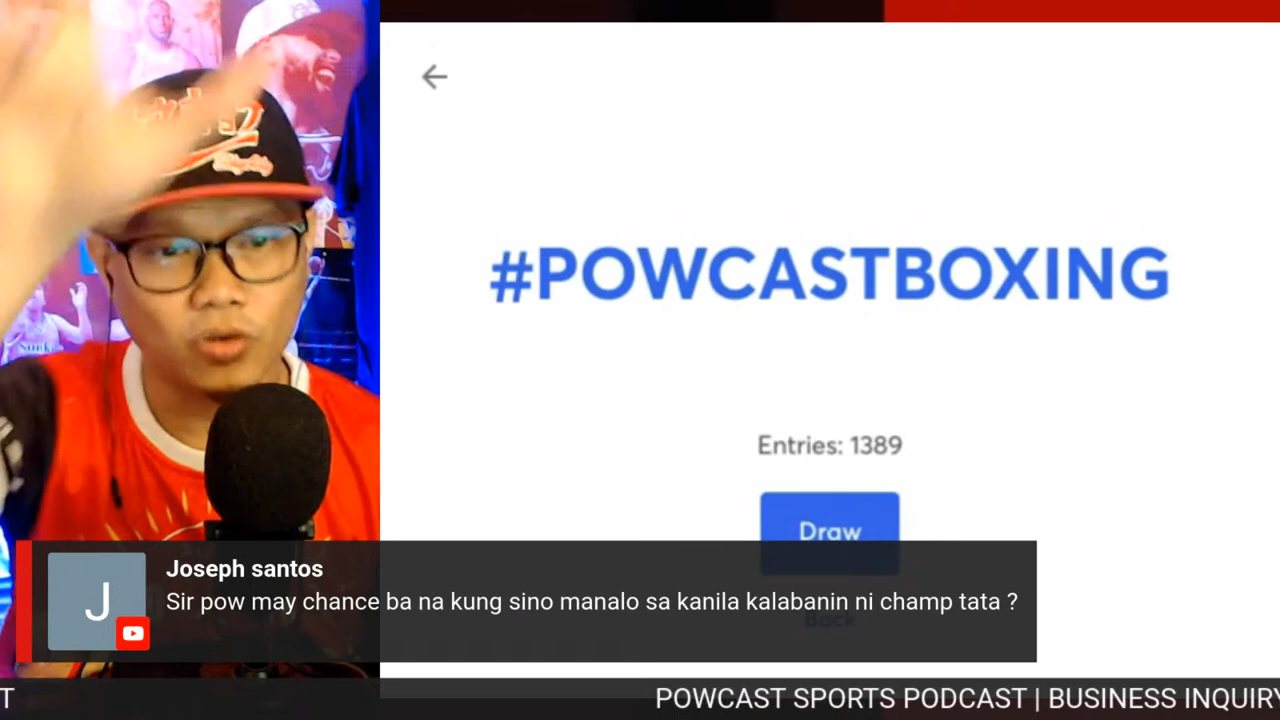 #POWCASTBOXING
Entries: 1389
Draw
Back
J
Joseph santos
Sir pow may chance ba na kung sino manalo sa kanila kalabanin ni champ tata ?
T
POWCAST SPORTS PODCAST | BUSINESS INQUIRY